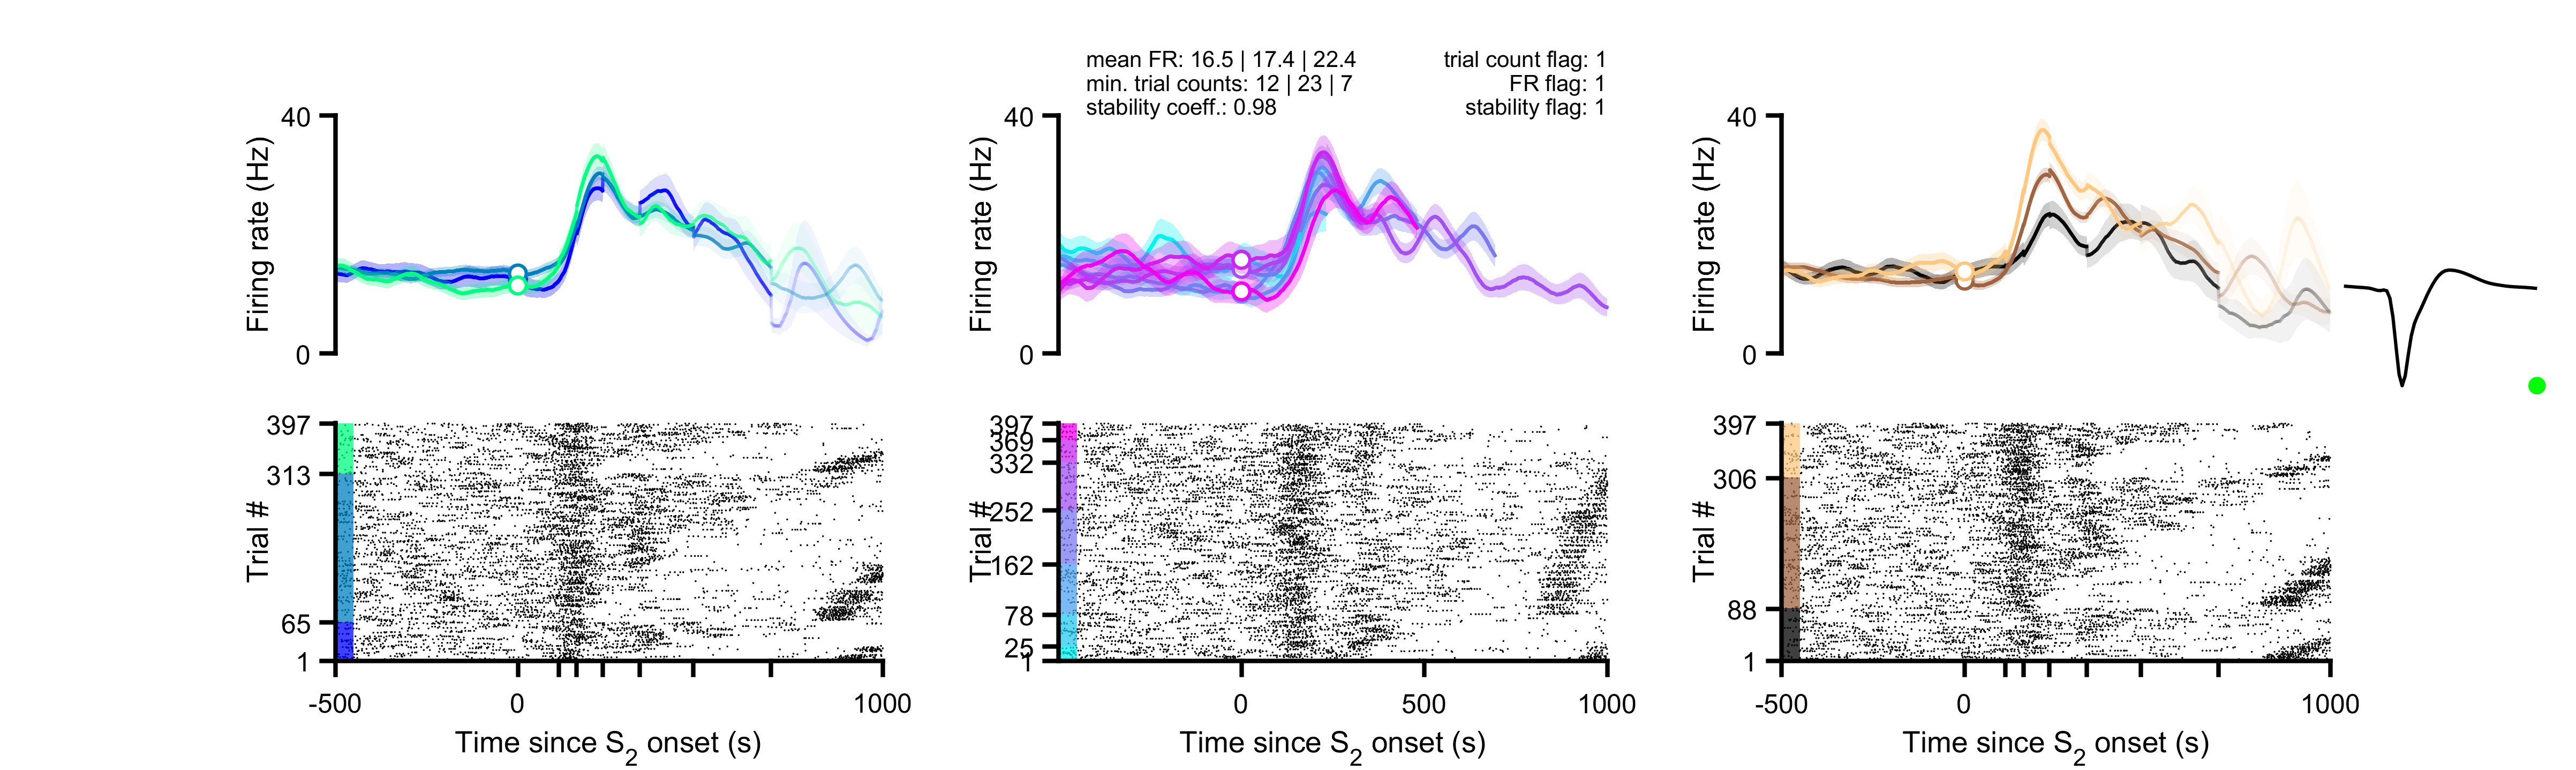 mean FR: 16.5 | 17.4 | 22.4
min. trial counts: 12 | 23 | 7
stability coeff.: 0.98
trial count flag: 1
FR flag: 1
stability flag: 1
40
Firing rate (Hz)
0
397
313
Trial #
65
1
-500
0
1000
Time since S2 onset (s)
40
Firing rate (Hz)
0
397
369
332
252
Trial #
162
78
25
1
0
500
1000
Time since S2 onset (s)
40
Firing rate (Hz)
0
397
306
Trial #
88
1
-500
0
1000
Time since S2 onset (s)